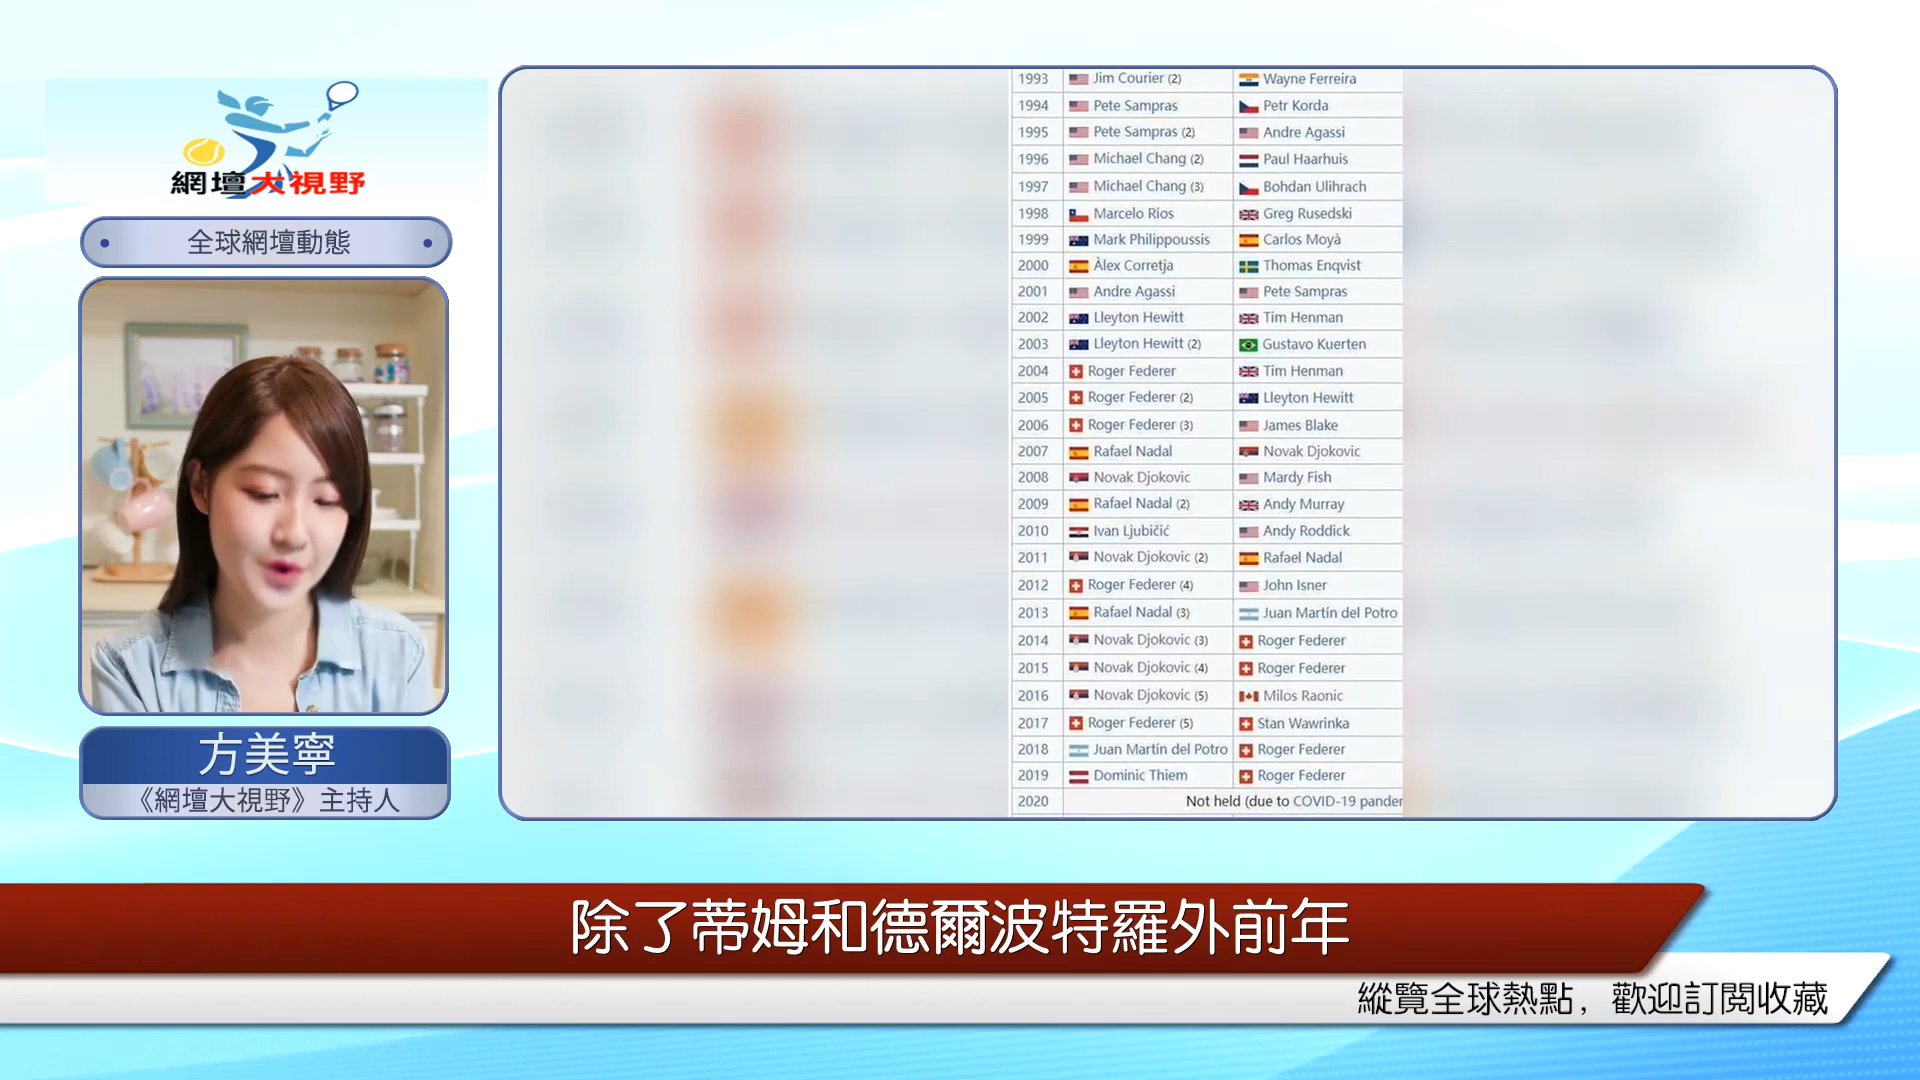 網壇大視野
全球網壇動態
方美寧
《網壇大視野》主持人
1993 Jim Courier (2) Wayne Ferreira
1994 Pete Sampras Petr Korda
1995 Pete Sampras (2) Andre Agassi
1996 Michael Chang (2) Paul Haarhuis
1997 Michael Chang (3) Bohdan Ulihrach
1998 Marcelo Ríos Greg Rusedski
1999 Mark Philippoussis Carlos Moyà
2000 Àlex Corretja Thomas Enqvist
2001 Andre Agassi Pete Sampras
2002 Lleyton Hewitt Tim Henman
2003 Lleyton Hewitt (2) Gustavo Kuerten
2004 Roger Federer Tim Henman
2005 Roger Federer (2) Lleyton Hewitt
2006 Roger Federer (3) James Blake
2007 Rafael Nadal Novak Djokovic
2008 Novak Djokovic Mardy Fish
2009 Rafael Nadal (2) Andy Murray
2010 Ivan Ljubičić Andy Roddick
2011 Novak Djokovic (2) Rafael Nadal
2012 Roger Federer (4) John Isner
2013 Rafael Nadal (3) Juan Martín del Potro
2014 Novak Djokovic (3) Roger Federer
2015 Novak Djokovic (4) Roger Federer
2016 Novak Djokovic (5) Milos Raonic
2017 Roger Federer (5) Stan Wawrinka
2018 Juan Martín del Potro Roger Federer
2019 Dominic Thiem Roger Federer
2020 Not held (due to COVID-19 pander
除了蒂姆和德爾波特羅外前年
縱覽全球熱點，歡迎訂閱收藏